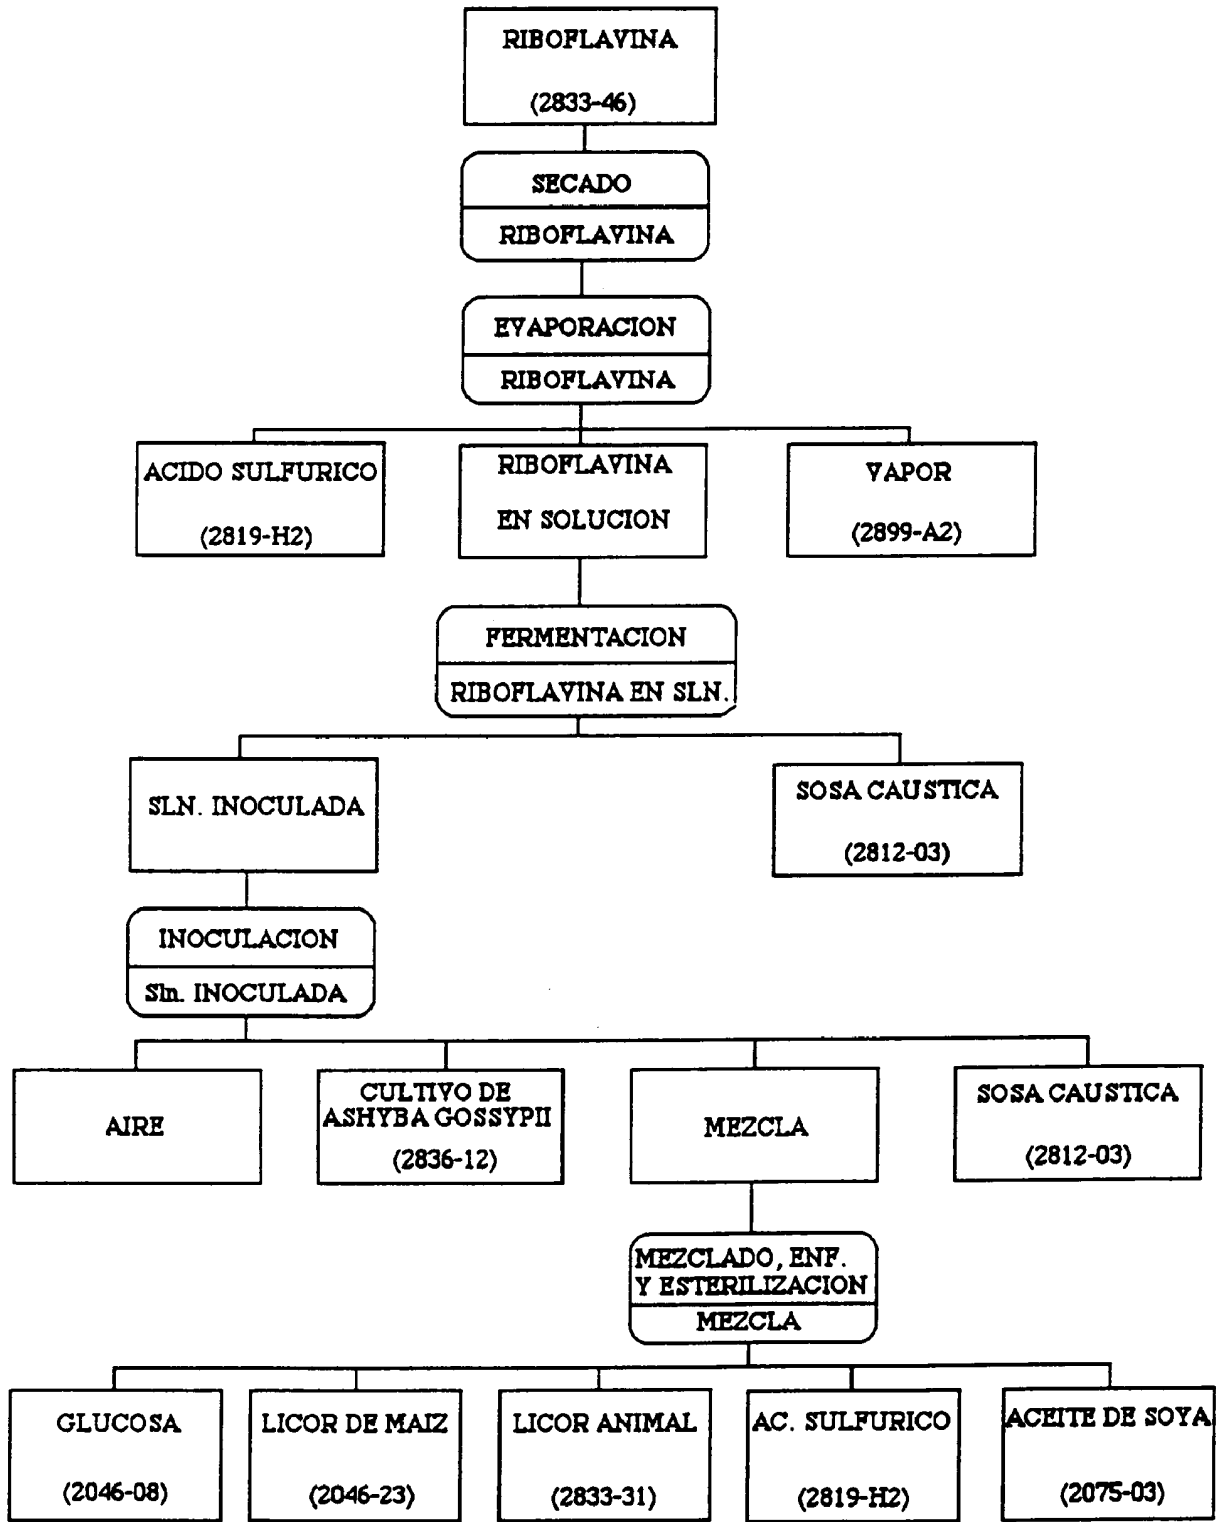 RIBOFLAVINA
(2833-46)
SECADO
RIBOFLAVINA
EVAPORACION
RIBOFLAVINA
ACIDO SULFURICO
(2819-H2)
RIBOFLAVINA
EN SOLUCION
VAPOR
(2899-A2)
FERMENTACION
RIBOFLAVINA EN SLN.
SLN. INOCULADA
SOSA CAUSTICA
(2812-03)
INOCULACION
Sln. INOCULADA
AIRE
CULTIVO DE
ASHYBA GOSSYPII
(2836-12)
MEZCLA
SOSA CAUSTICA
(2812-03)
MEZCLADO, ENF.
Y ESTERILIZACION
MEZCLA
GLUCOSA
(2046-08)
LICOR DE MAIZ
(2046-23)
LICOR ANIMAL
(2833-31)
AC. SULFURICO
(2819-H2)
ACEITE DE SOYA
(2075-03)